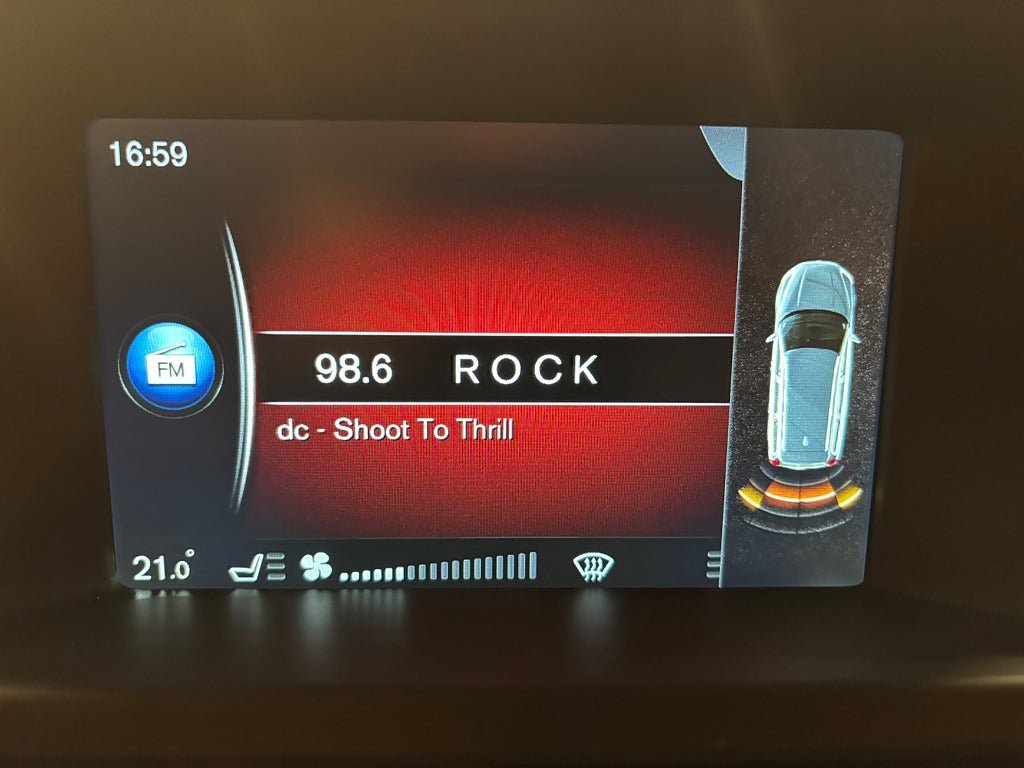 16:59
FM
98.6 ROCK
dc - Shoot To Thrill
21.0°